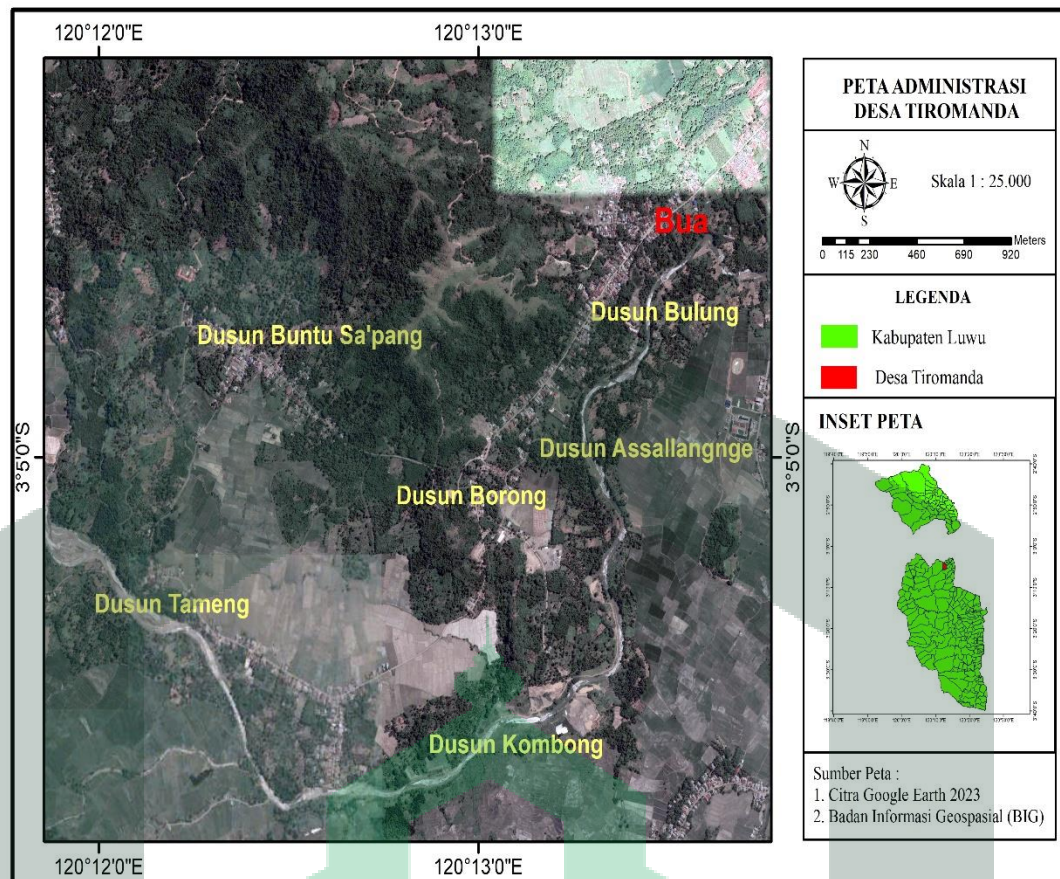 120°12'0"E 120°13'0"E
3°5'0"S
Bua
Dusun Bulung
Dusun Buntu Sa'pang
Dusun Assallangnge
Dusun Borong
Dusun Tameng
Dusun Kombong
3°5'0"S
120°12'0"E 120°13'0"E
PETA ADMINISTRASI
DESA TIROMANDA
N
W E
S
Skala 1 : 25.000
Meters
0 115 230 460 690 920
LEGENDA
Kabupaten Luwu
Desa Tiromanda
INSET PETA
Sumber Peta :
1. Citra Google Earth 2023
2. Badan Informasi Geospasial (BIG)